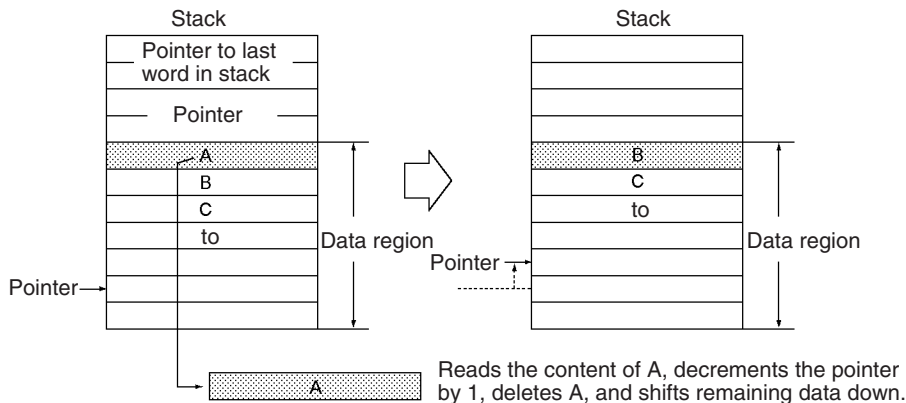 Stack
Pointer to last
word in stack
Pointer
A
B
C
to
Data region
Pointer
A
Stack
B
C
to
Data region
Pointer
Reads the content of A, decrements the pointer
by 1, deletes A, and shifts remaining data down.